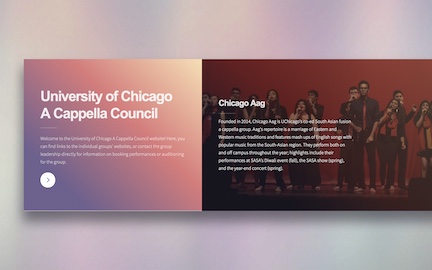 University of Chicago
A Cappella Council
Welcome to the University of Chicago A Cappella Council website! Here, you
can find links to the individual groups' websites, or contact the group
leadership directly for information on booking performances or auditioning
for the group.
Chicago Aag
Founded in 2014, Chicago Aag is UChicago's co-ed South Asian fusion
a cappella group. Aag's repertoire is a marriage of Eastern and
Western music traditions and features mash ups of English songs with
popular music from the South-Asian region. They perform both on
and off campus throughout the year; highlights include their
performances at SASA's Diwali event (fall), the SASA show (spring),
and the year-end concert (spring).